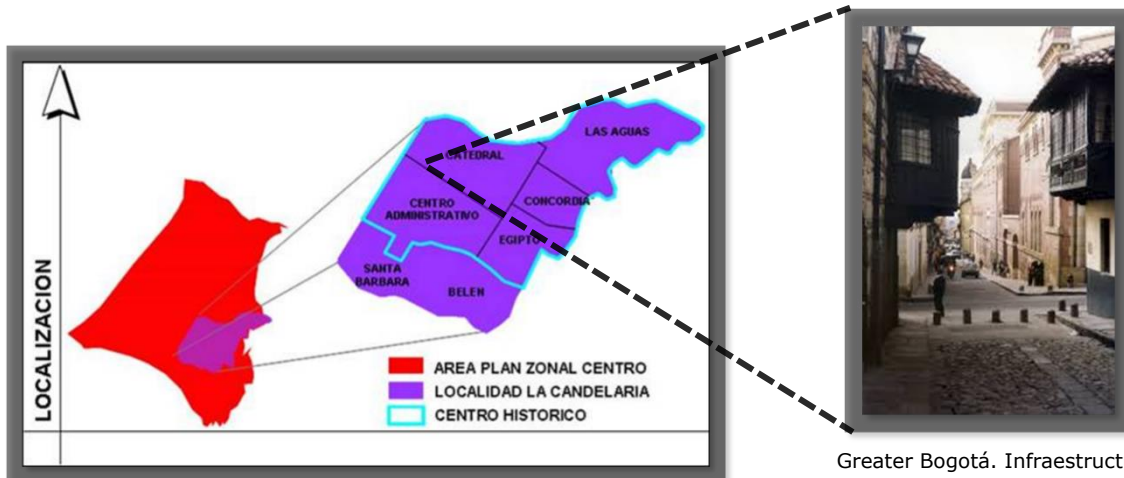 LOCALIZACION
LAS AGUAS
CATEDRAL
CONCORDIA
CENTRO
ADMINISTRATIVO
EGIPTO
SANTA
BARBARA
BELEN
AREA PLAN ZONAL CENTRO
LOCALIDAD LA CANDELARIA
CENTRO HISTORICO
Greater Bogotá. Infraestruct